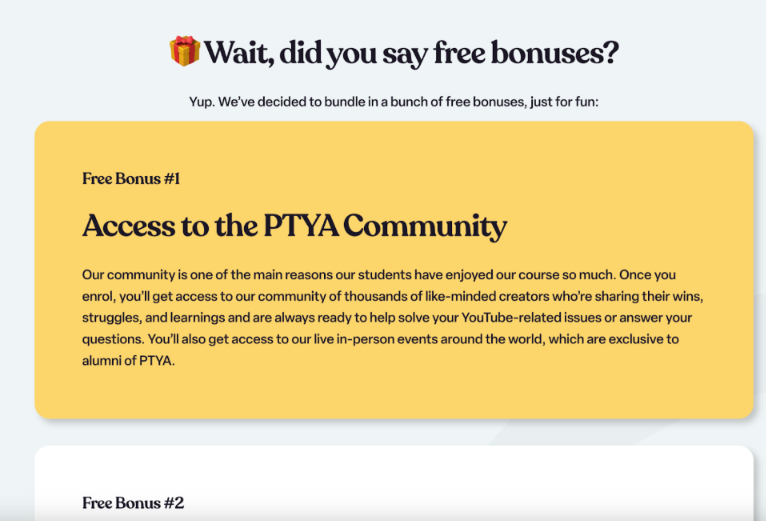 🎁 Wait, did you say free bonuses?
Yup. We’ve decided to bundle in a bunch of free bonuses, just for fun:
Free Bonus #1
Access to the PTYA Community
Our community is one of the main reasons our students have enjoyed our course so much. Once you
enrol, you’ll get access to our community of thousands of like-minded creators who’re sharing their wins,
struggles, and learnings and are always ready to help solve your YouTube-related issues or answer your
questions. You’ll also get access to our live in-person events around the world, which are exclusive to
alumni of PTYA.
Free Bonus #2